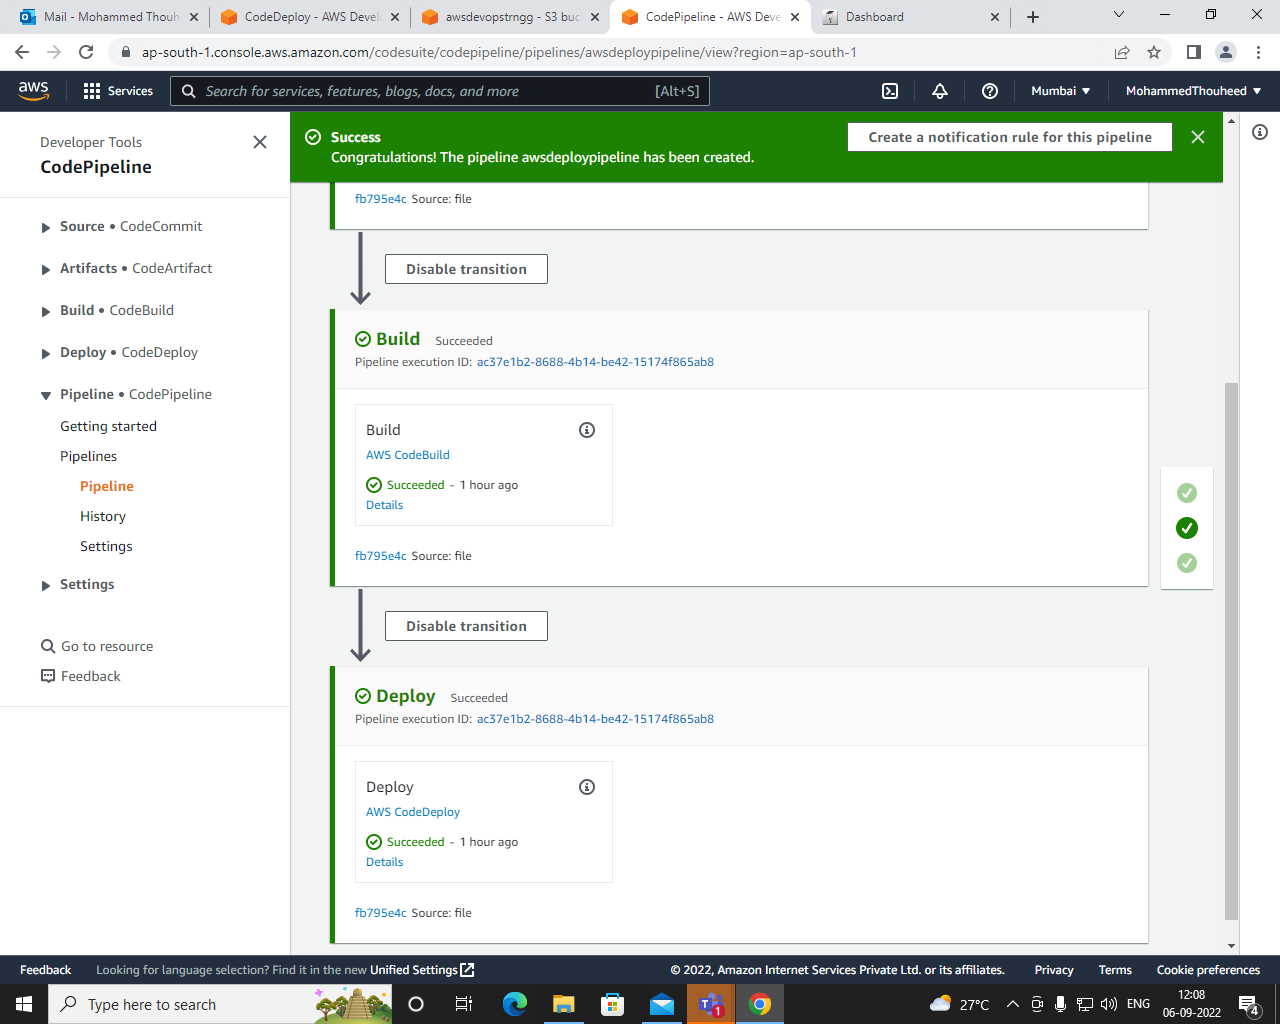 Mail - Mohammed Thouh
CodeDeploy - AWS Devel
awsdevopstrngg - S3 buc
CodePipeline - AWS Deve
Dashboard
ap-south-1.console.aws.amazon.com/codesuite/codepipeline/pipelines/awsdeploypipeline/view?region=ap-south-1
aws
Services
Search for services, features, blogs, docs, and more
[Alt+S]
Mumbai
MohammedThouheed
Developer Tools
CodePipeline
Source • CodeCommit
Artifacts • CodeArtifact
Build • CodeBuild
Deploy • CodeDeploy
Pipeline • CodePipeline
Getting started
Pipelines
Pipeline
History
Settings
Settings
Go to resource
Feedback
Success
Congratulations! The pipeline awsdeploypipeline has been created.
Create a notification rule for this pipeline
fb795e4c Source: file
Disable transition
Build Succeeded
Pipeline execution ID: ac37e1b2-8688-4b14-be42-15174f865ab8
Build
AWS CodeBuild
Succeeded - 1 hour ago
Details
fb795e4c Source: file
Disable transition
Deploy Succeeded
Pipeline execution ID: ac37e1b2-8688-4b14-be42-15174f865ab8
Deploy
AWS CodeDeploy
Succeeded - 1 hour ago
Details
fb795e4c Source: file
Feedback
Looking for language selection? Find it in the new Unified Settings
© 2022, Amazon Internet Services Private Ltd. or its affiliates.
Privacy
Terms
Cookie preferences
Type here to search
1
27°C
ENG
12:08
06-09-2022
4